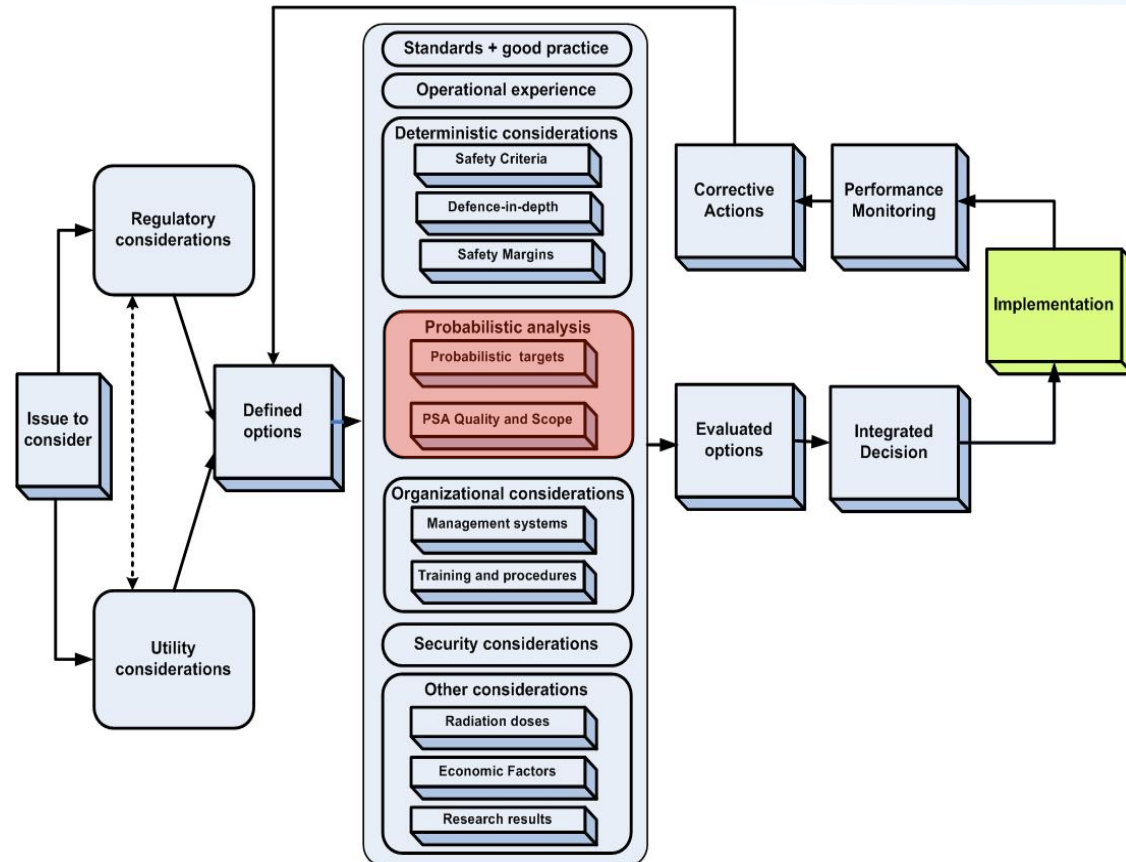 Issue to
consider
Regulatory
considerations
Utility
considerations
Defined
options
Standards + good practice
Operational experience
Deterministic considerations
Safety Criteria
Defence-in-depth
Safety Margins
Probabilistic analysis
Probabilistic targets
PSA Quality and Scope
Organizational considerations
Management systems
Training and procedures
Security considerations
Other considerations
Radiation doses
Economic Factors
Research results
Evaluated
options
Integrated
Decision
Implementation
Performance
Monitoring
Corrective
Actions